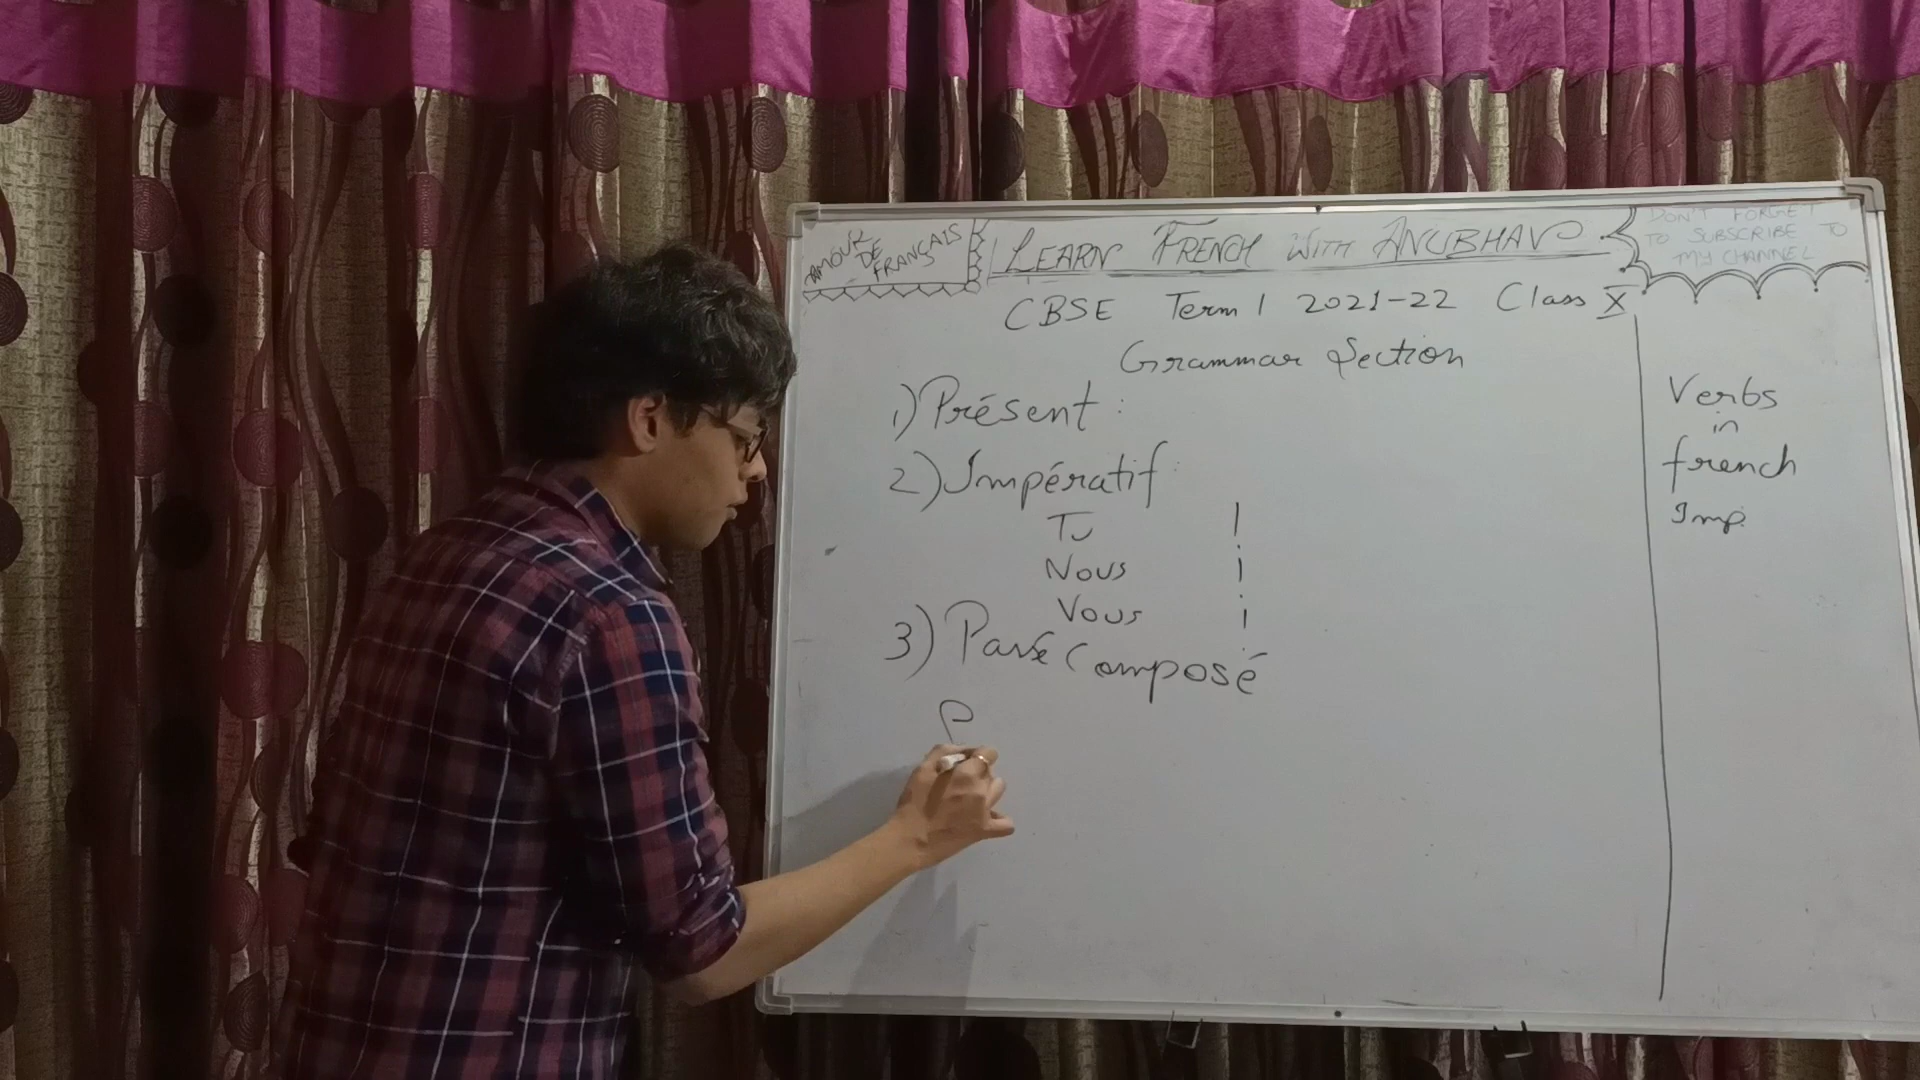 AMOUR
DE
FRANÇAIS
LEARN FRENCH WITH ANUBHAV
DON'T FORGET
TO SUBSCRIBE TO
MY CHANNEL
CBSE Term 1 2021-22 Class X
Grammar Section
1) Présent :
2) Impératif :
Tu !
Nous !
Vous !
3) Passé Composé
P
Verbs
in
french
Imp.